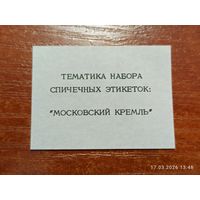 ТЕМАТИКА НАБОРА
СПИЧЕЧНЫХ ЭТИКЕТОК:
"МОСКОВСКИЙ КРЕМЛЬ"
17.03.2026 13:46